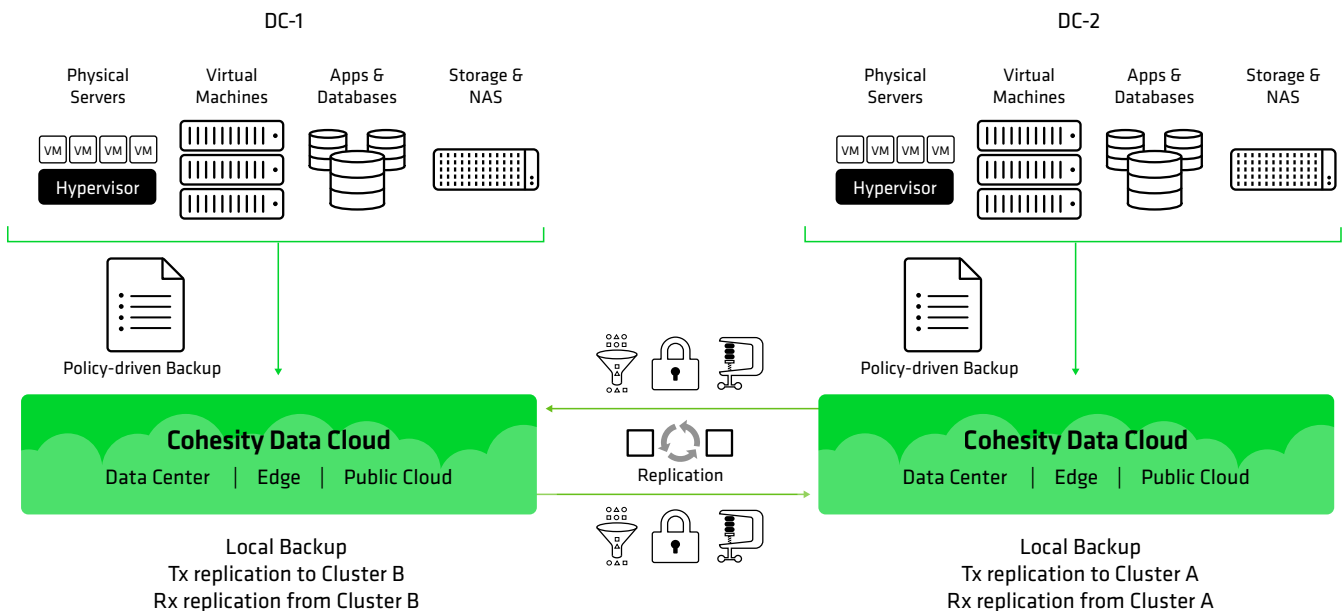 DC-1
Physical
Servers
Virtual
Machines
Apps &
Databases
Storage &
NAS
VM VM VM VM
Hypervisor
Policy-driven Backup
Cohesity Data Cloud
Data Center | Edge | Public Cloud
Local Backup
Tx replication to Cluster B
Rx replication from Cluster B
Replication
DC-2
Physical
Servers
Virtual
Machines
Apps &
Databases
Storage &
NAS
VM VM VM VM
Hypervisor
Policy-driven Backup
Cohesity Data Cloud
Data Center | Edge | Public Cloud
Local Backup
Tx replication to Cluster A
Rx replication from Cluster A